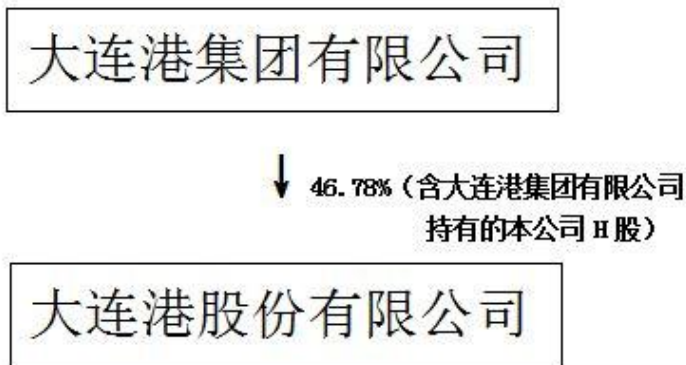 大连港集团有限公司
46.78%（含大连港集团有限公司
持有的本公司 H 股）
大连港股份有限公司